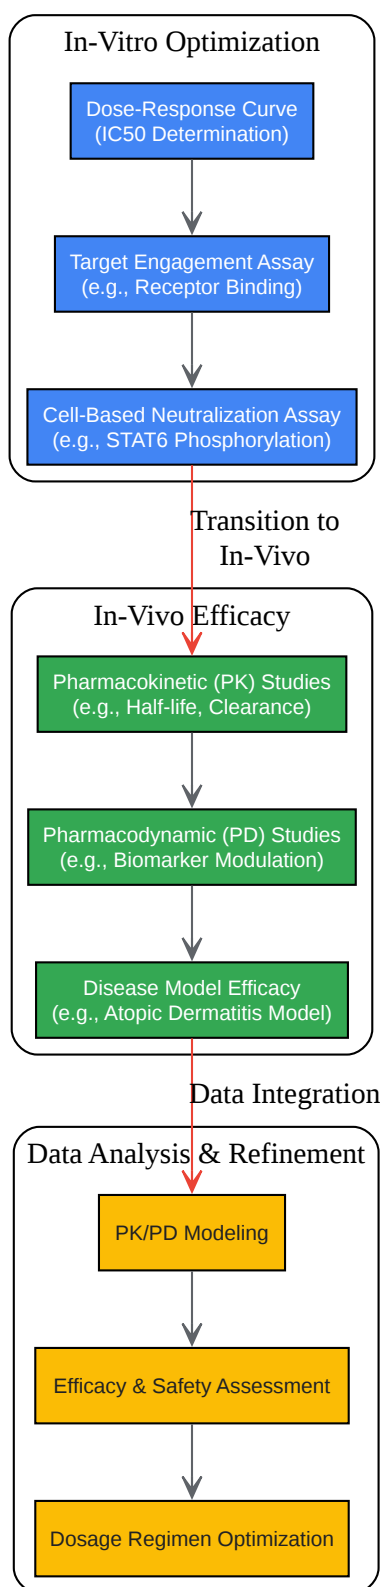 In-Vitro Optimization
Dose-Response Curve
(IC50 Determination)
Target Engagement Assay
(e.g., Receptor Binding)
Cell-Based Neutralization Assay
(e.g., STAT6 Phosphorylation)
Transition to
In-Vivo
In-Vivo Efficacy
Pharmacokinetic (PK) Studies
(e.g., Half-life, Clearance)
Pharmacodynamic (PD) Studies
(e.g., Biomarker Modulation)
Disease Model Efficacy
(e.g., Atopic Dermatitis Model)
Data Integration
Data Analysis & Refinement
PK/PD Modeling
Efficacy & Safety Assessment
Dosage Regimen Optimization